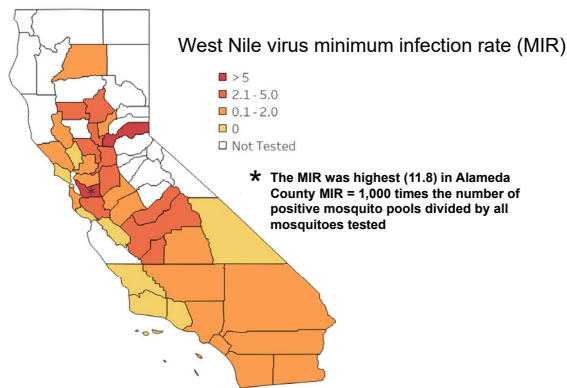 West Nile virus minimum infection rate (MIR)
> 5
2.1 - 5.0
0.1 - 2.0
0
Not Tested
* The MIR was highest (11.8) in Alameda
County MIR = 1,000 times the number of
positive mosquito pools divided by all
mosquitoes tested
*